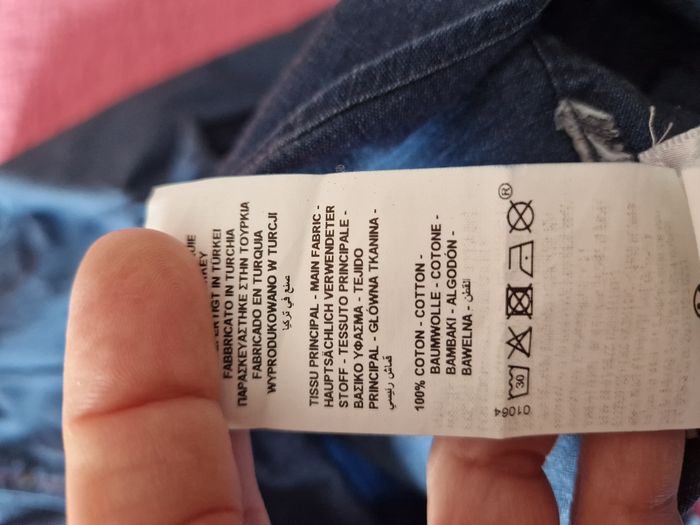 FABBRICATO IN TURCHIA
ΠΑΡΑΣΚΕΥΑΣΤΗΚΕ ΣΤΗΝ ΤΟΥΡΚΙΑ
FABRICADO EN TURQUIA
WYPRODUKOWANO W TURCJI
صنع في تركيا
TISSU PRINCIPAL - MAIN FABRIC -
HAUPTSÄCHLICH VERWENDETER
STOFF - TESSUTO PRINCIPALE -
ΒΑΣΙΚΟ ΥΦΑΣΜΑ - TEJIDO
PRINCIPAL - GŁÓWNA TKANINA -
قماش رئيسي
100% COTON - COTTON -
BAUMWOLLE - COTONE -
ΒΑΜΒΑΚΙ - ALGODÓN -
BAWEŁNA - القطن
30
®
01064